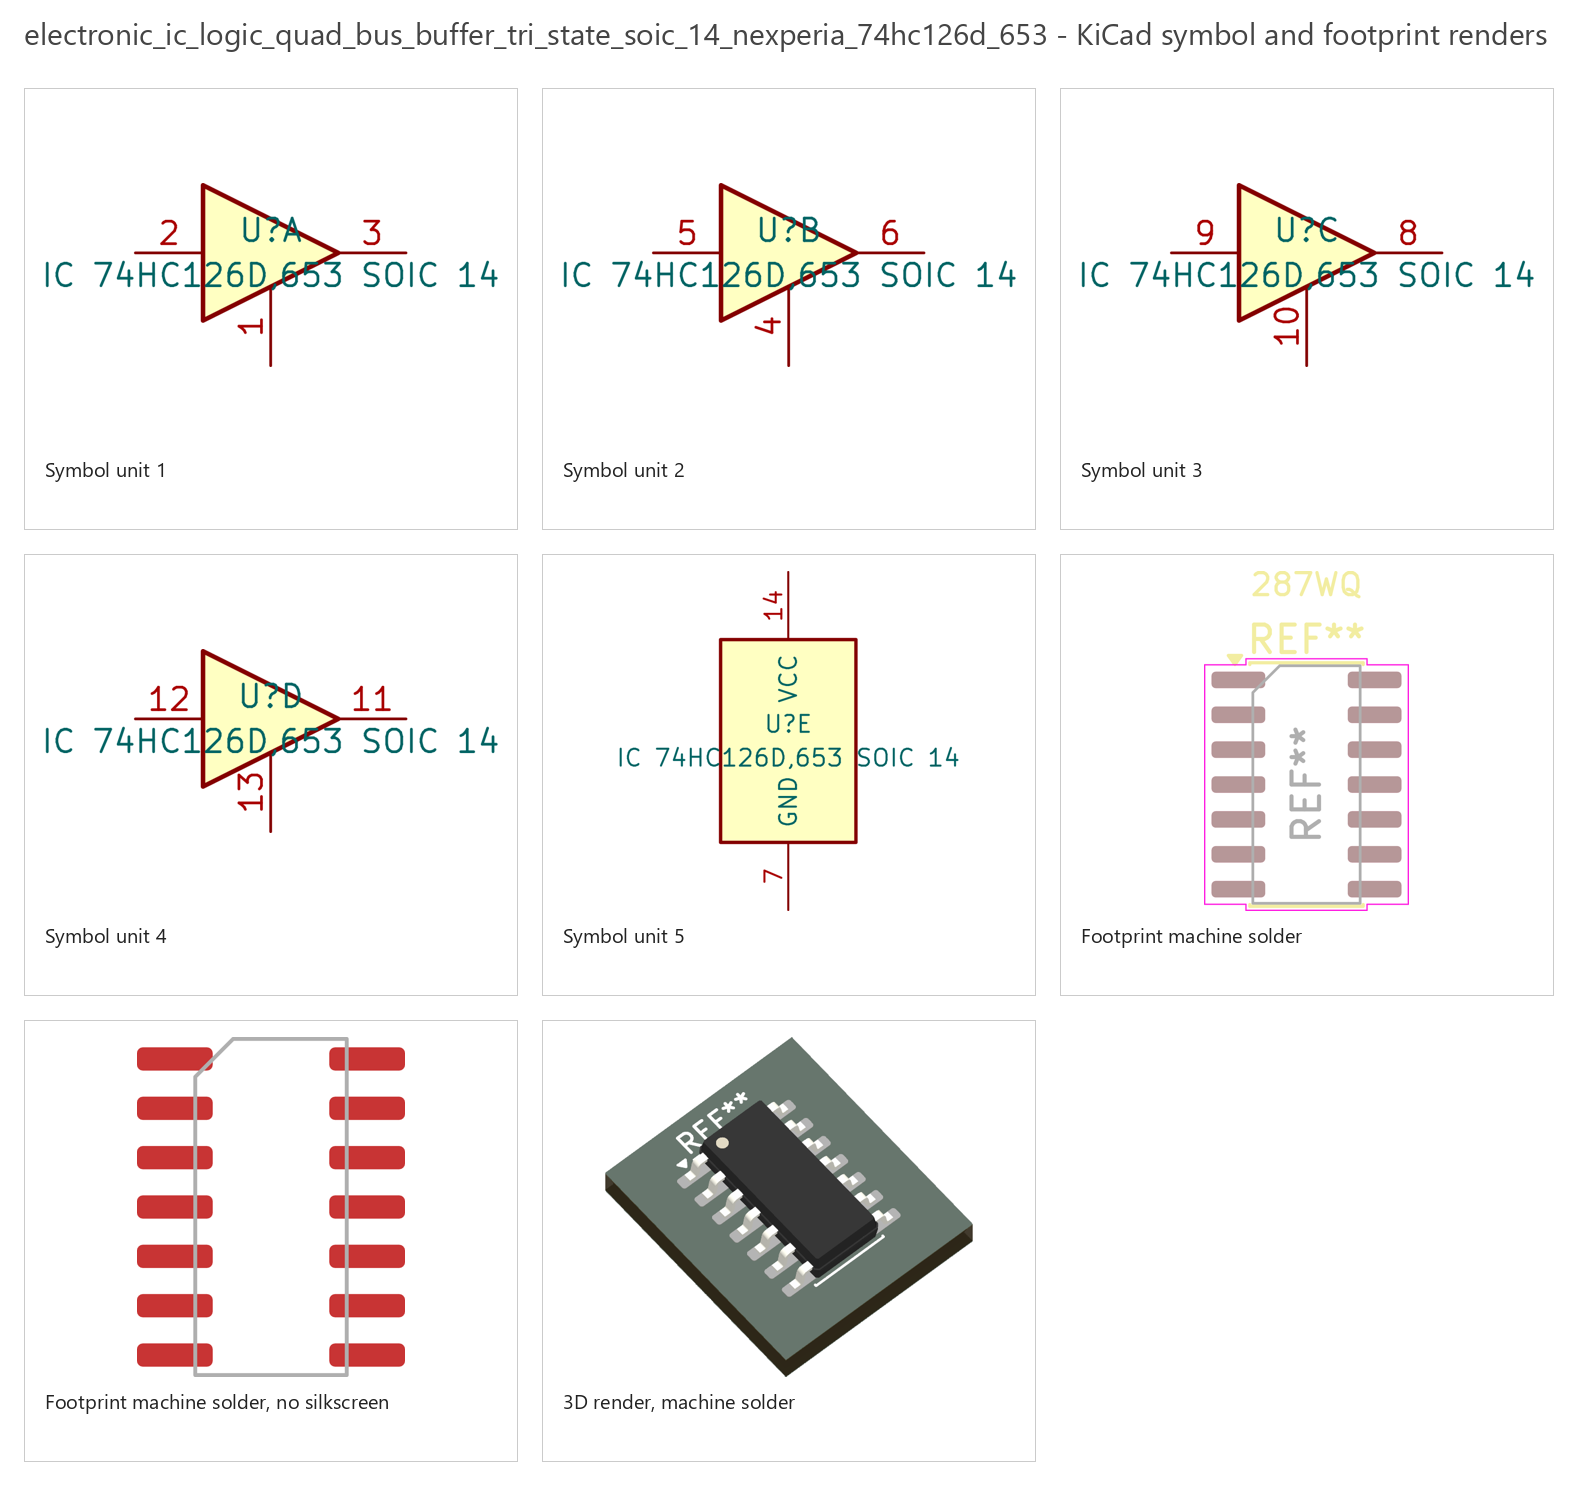 electronic_ic_logic_quad_bus_buffer_tri_state_soic_14_nexperia_74hc126d_653 - KiCad symbol and footprint renders
U?A
2
3
IC 74HC126D,653 SOIC 14
1
Symbol unit 1
U?B
5
6
IC 74HC126D,653 SOIC 14
4
Symbol unit 2
U?C
9
8
IC 74HC126D,653 SOIC 14
10
Symbol unit 3
U?D
12
11
IC 74HC126D,653 SOIC 14
13
Symbol unit 4
14
VCC
U?E
IC 74HC126D,653 SOIC 14
GND
7
Symbol unit 5
287WQ
REF**
REF**
Footprint machine solder
Footprint machine solder, no silkscreen
REF**
3D render, machine solder